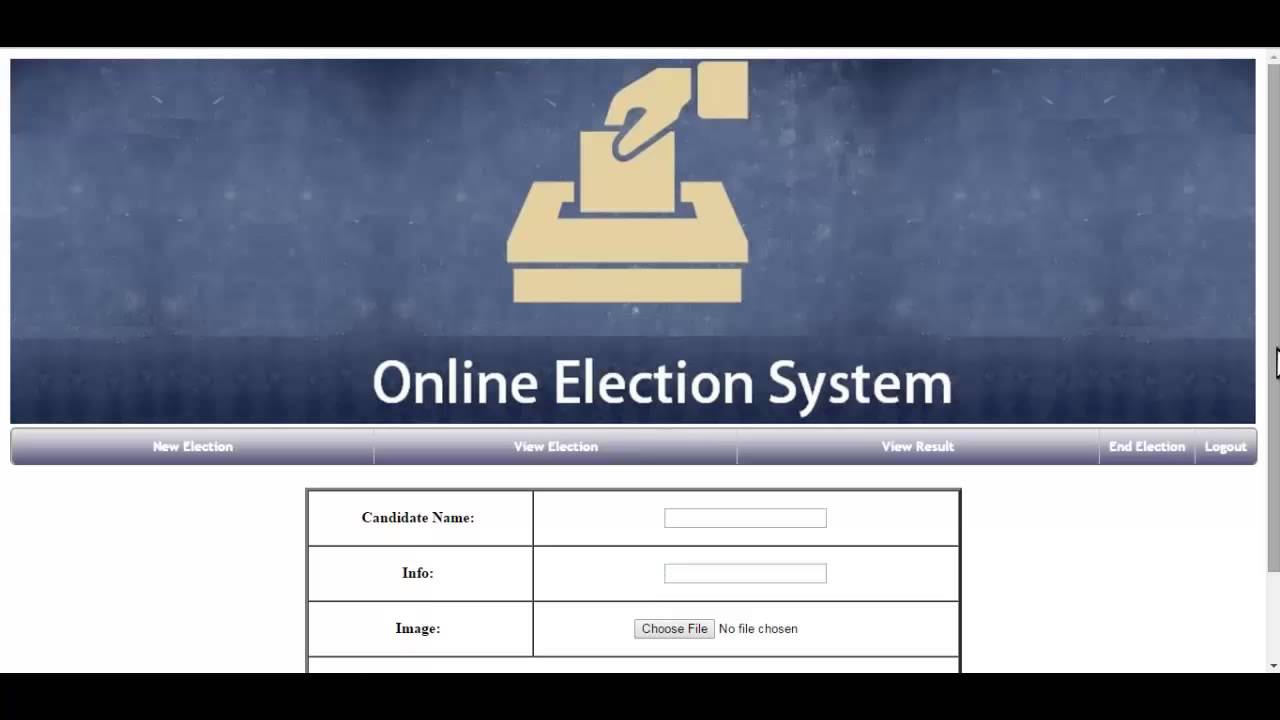 Online Election System
New Election View Election View Result End Election Logout
Candidate Name:
Info:
Image: Choose File No file chosen